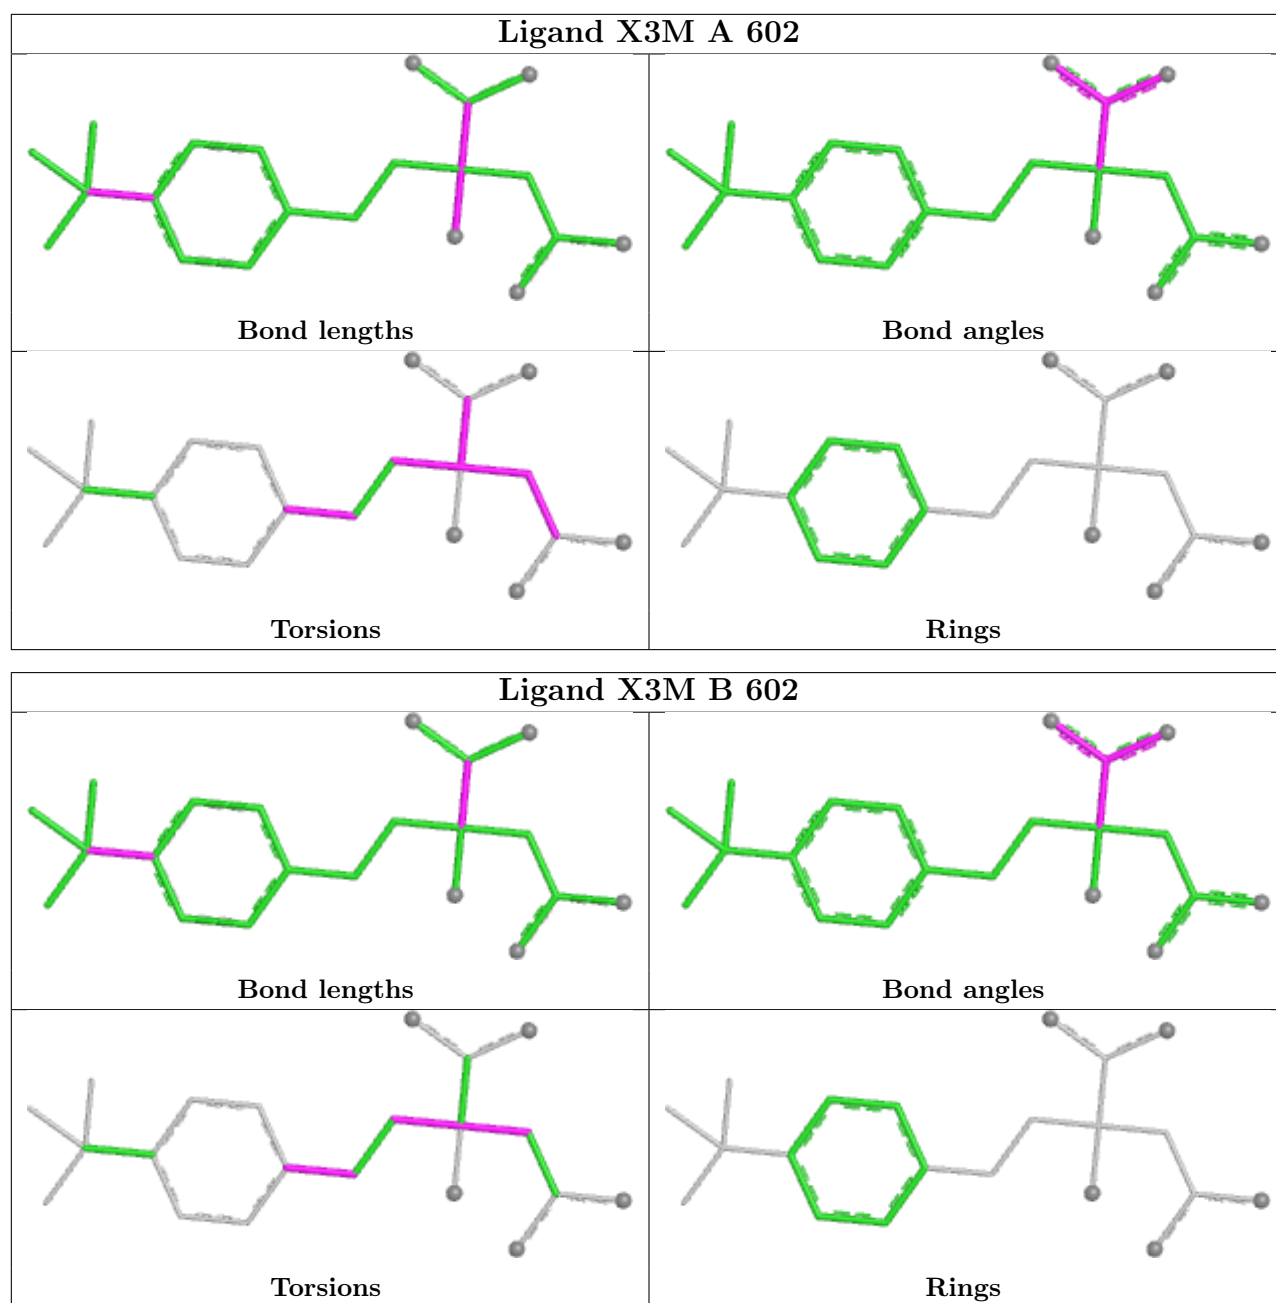 Ligand X3M A 602
Bond lengths
Bond angles
Torsions
Rings
Ligand X3M B 602
Bond lengths
Bond angles
Torsions
Rings